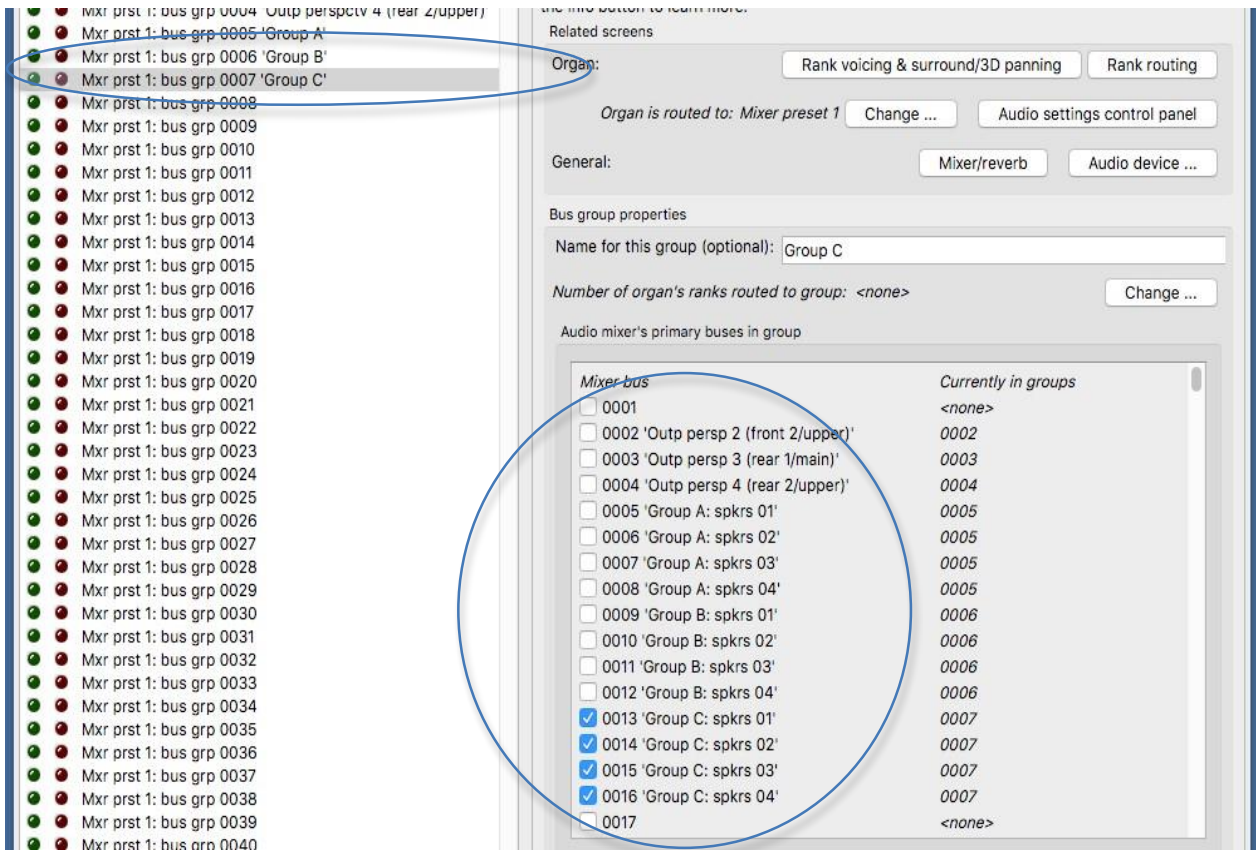 Mxr prst 1: bus grp 0004 'Outp perspctv 4 (rear 2/upper)
Mxr prst 1: bus grp 0005 'Group A'
Mxr prst 1: bus grp 0006 'Group B'
Mxr prst 1: bus grp 0007 'Group C'
Mxr prst 1: bus grp 0008
Mxr prst 1: bus grp 0009
Mxr prst 1: bus grp 0010
Mxr prst 1: bus grp 0011
Mxr prst 1: bus grp 0012
Mxr prst 1: bus grp 0013
Mxr prst 1: bus grp 0014
Mxr prst 1: bus grp 0015
Mxr prst 1: bus grp 0016
Mxr prst 1: bus grp 0017
Mxr prst 1: bus grp 0018
Mxr prst 1: bus grp 0019
Mxr prst 1: bus grp 0020
Mxr prst 1: bus grp 0021
Mxr prst 1: bus grp 0022
Mxr prst 1: bus grp 0023
Mxr prst 1: bus grp 0024
Mxr prst 1: bus grp 0025
Mxr prst 1: bus grp 0026
Mxr prst 1: bus grp 0027
Mxr prst 1: bus grp 0028
Mxr prst 1: bus grp 0029
Mxr prst 1: bus grp 0030
Mxr prst 1: bus grp 0031
Mxr prst 1: bus grp 0032
Mxr prst 1: bus grp 0033
Mxr prst 1: bus grp 0034
Mxr prst 1: bus grp 0035
Mxr prst 1: bus grp 0036
Mxr prst 1: bus grp 0037
Mxr prst 1: bus grp 0038
Mxr prst 1: bus grp 0039
Mxr prst 1: bus grp 0040
the info button to learn more.
Related screens
Organ: Rank voicing & surround/3D panning Rank routing
Organ is routed to: Mixer preset 1 Change ... Audio settings control panel
General: Mixer/reverb Audio device ...
Bus group properties
Name for this group (optional): Group C
Number of organ's ranks routed to group: <none> Change ...
Audio mixer's primary buses in group
Mixer bus Currently in groups
0001 <none>
0002 'Outp persp 2 (front 2/upper)' 0002
0003 'Outp persp 3 (rear 1/main)' 0003
0004 'Outp persp 4 (rear 2/upper)' 0004
0005 'Group A: spkrs 01' 0005
0006 'Group A: spkrs 02' 0005
0007 'Group A: spkrs 03' 0005
0008 'Group A: spkrs 04' 0005
0009 'Group B: spkrs 01' 0006
0010 'Group B: spkrs 02' 0006
0011 'Group B: spkrs 03' 0006
0012 'Group B: spkrs 04' 0006
0013 'Group C: spkrs 01' 0007
0014 'Group C: spkrs 02' 0007
0015 'Group C: spkrs 03' 0007
0016 'Group C: spkrs 04' 0007
0017 <none>